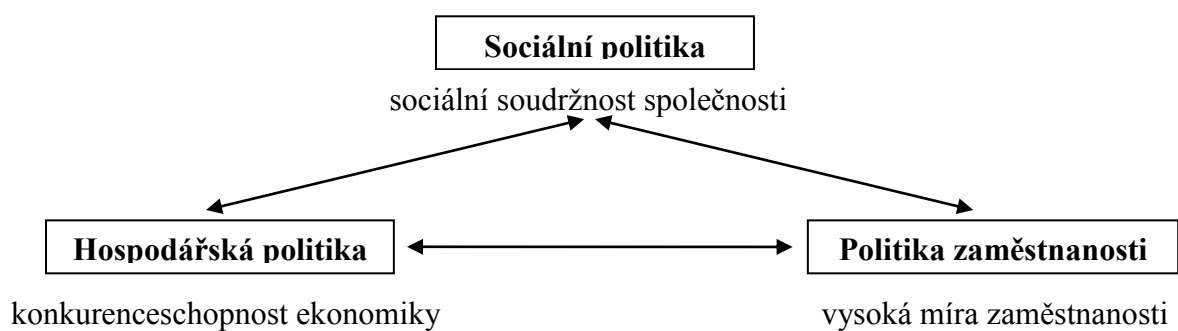 Sociální politika
sociální soudržnost společnosti
Hospodářská politika
Politika zaměstnanosti
konkurenceschopnost ekonomiky
vysoká míra zaměstnanosti